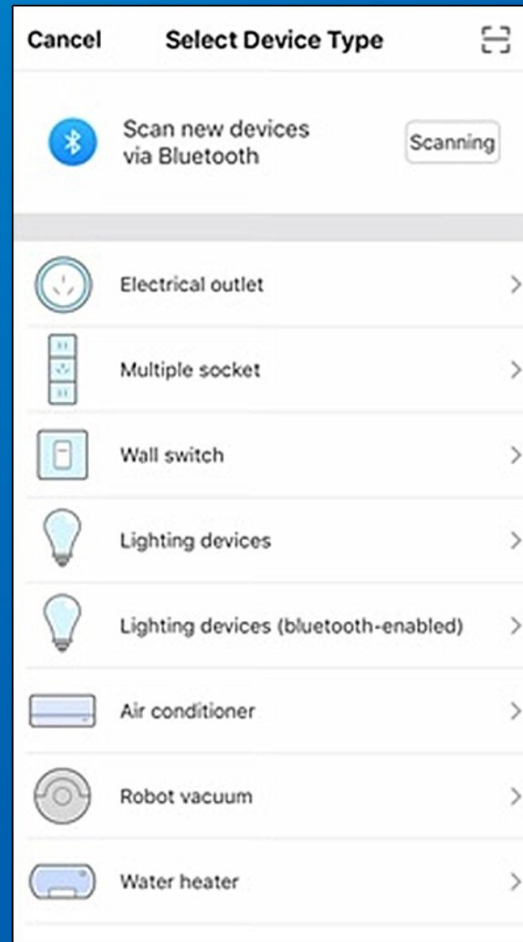 Cancel Select Device Type
Scan new devices
via Bluetooth
Scanning
Electrical outlet
Multiple socket
Wall switch
Lighting devices
Lighting devices (bluetooth-enabled)
Air conditioner
Robot vacuum
Water heater